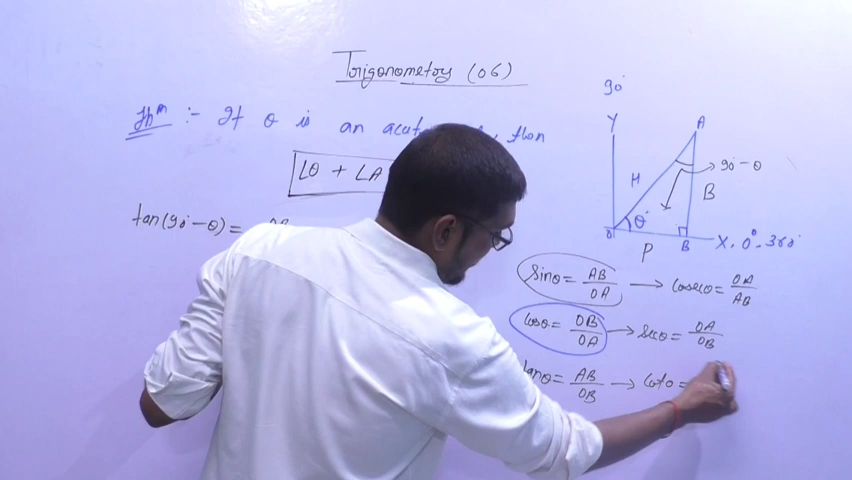 Trigonometry (06)
Thm :- If θ is an acut then
∠θ + ∠A
tan(90°-θ) =
90°
Y
A
H
90°-θ
B
θ°
O
B
X, 0°, 360°
P
Sinθ = AB/OA → Cosecθ = OA/AB
Cosθ = OB/OA → Secθ = OA/OB
tanθ = AB/OB → Cotθ =